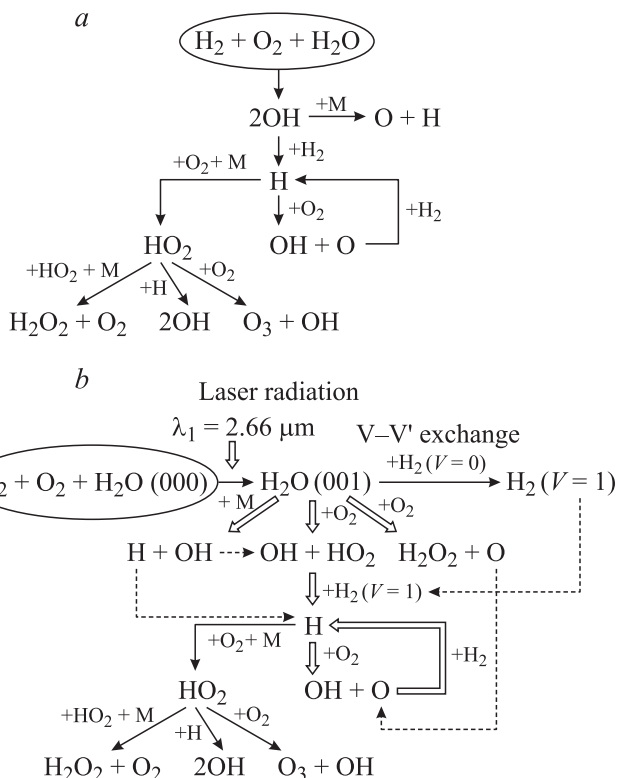 a
H₂ + O₂ + H₂O
2OH +M O + H
+H₂
+O₂ + M H
+O₂ +H₂
HO₂ OH + O
+HO₂ + M +H +O₂
H₂O₂ + O₂ 2OH O₃ + OH
b
Laser radiation
λ₁ = 2.66 μm V–V' exchange
₂ + O₂ + H₂O (000) H₂O (001) +H₂ (V = 0) H₂ (V = 1)
+ M +O₂ +O₂
H + OH OH + HO₂ H₂O₂ + O
+H₂ (V = 1)
H
+O₂ + M +O₂ +H₂
HO₂ OH + O
+HO₂ + M +H +O₂
H₂O₂ + O₂ 2OH O₃ + OH